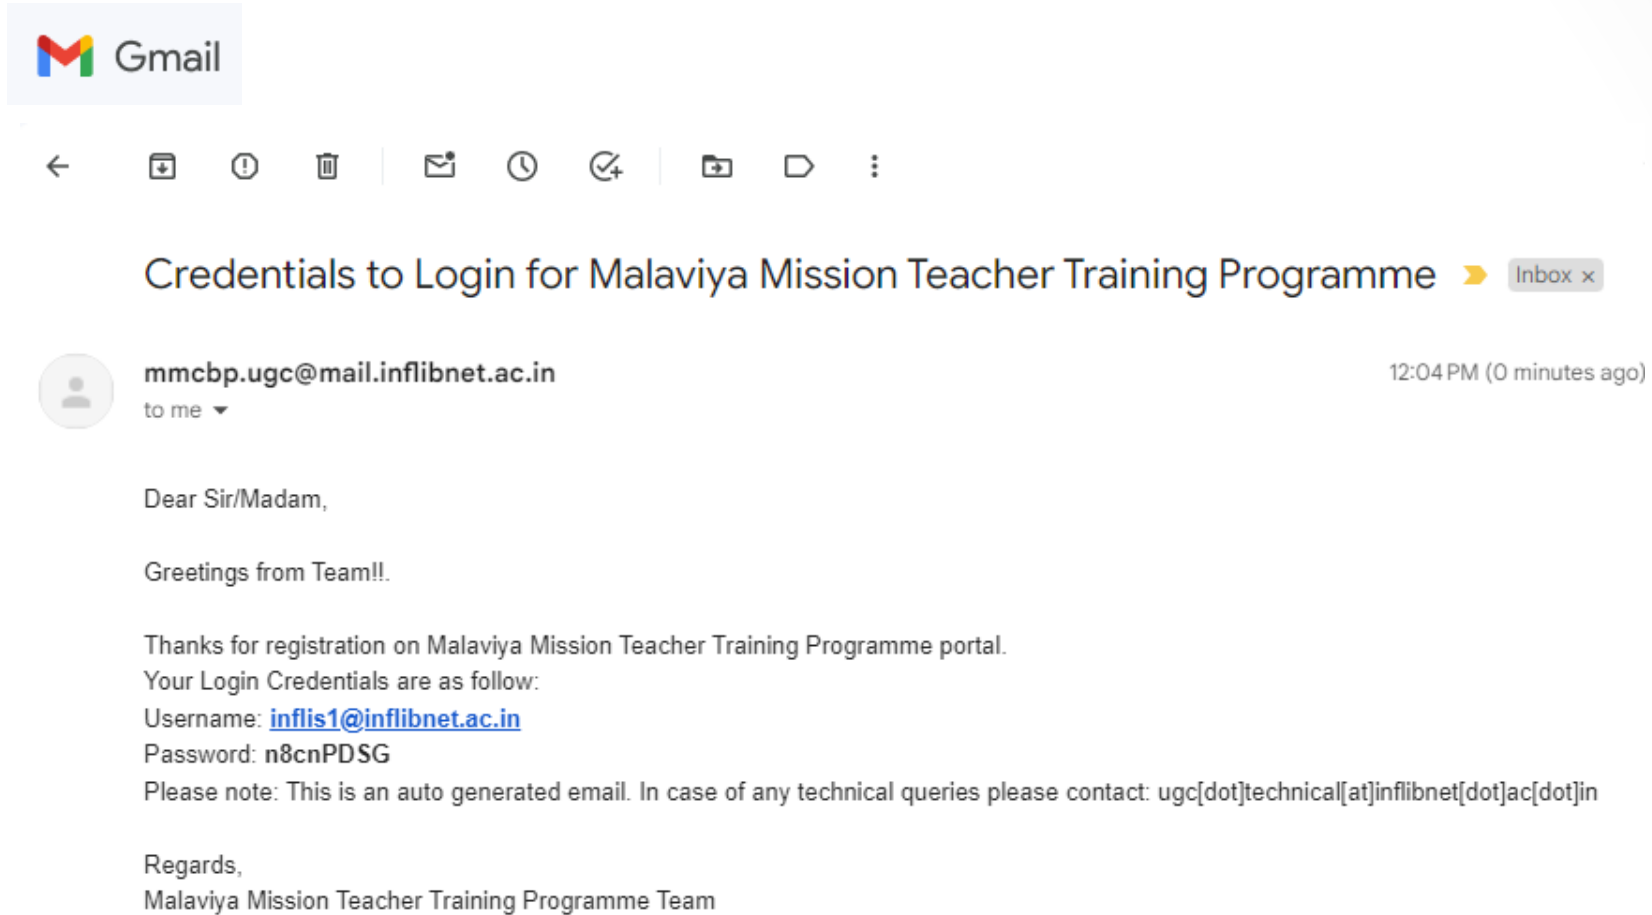 Gmail
Credentials to Login for Malaviya Mission Teacher Training Programme Inbox ×
mmcbp.ugc@mail.inflibnet.ac.in 12:04 PM (0 minutes ago)
to me
Dear Sir/Madam,
Greetings from Team!!.
Thanks for registration on Malaviya Mission Teacher Training Programme portal.
Your Login Credentials are as follow:
Username: inflis1@inflibnet.ac.in
Password: n8cnPDSG
Please note: This is an auto generated email. In case of any technical queries please contact: ugc[dot]technical[at]inflibnet[dot]ac[dot]in
Regards,
Malaviya Mission Teacher Training Programme Team